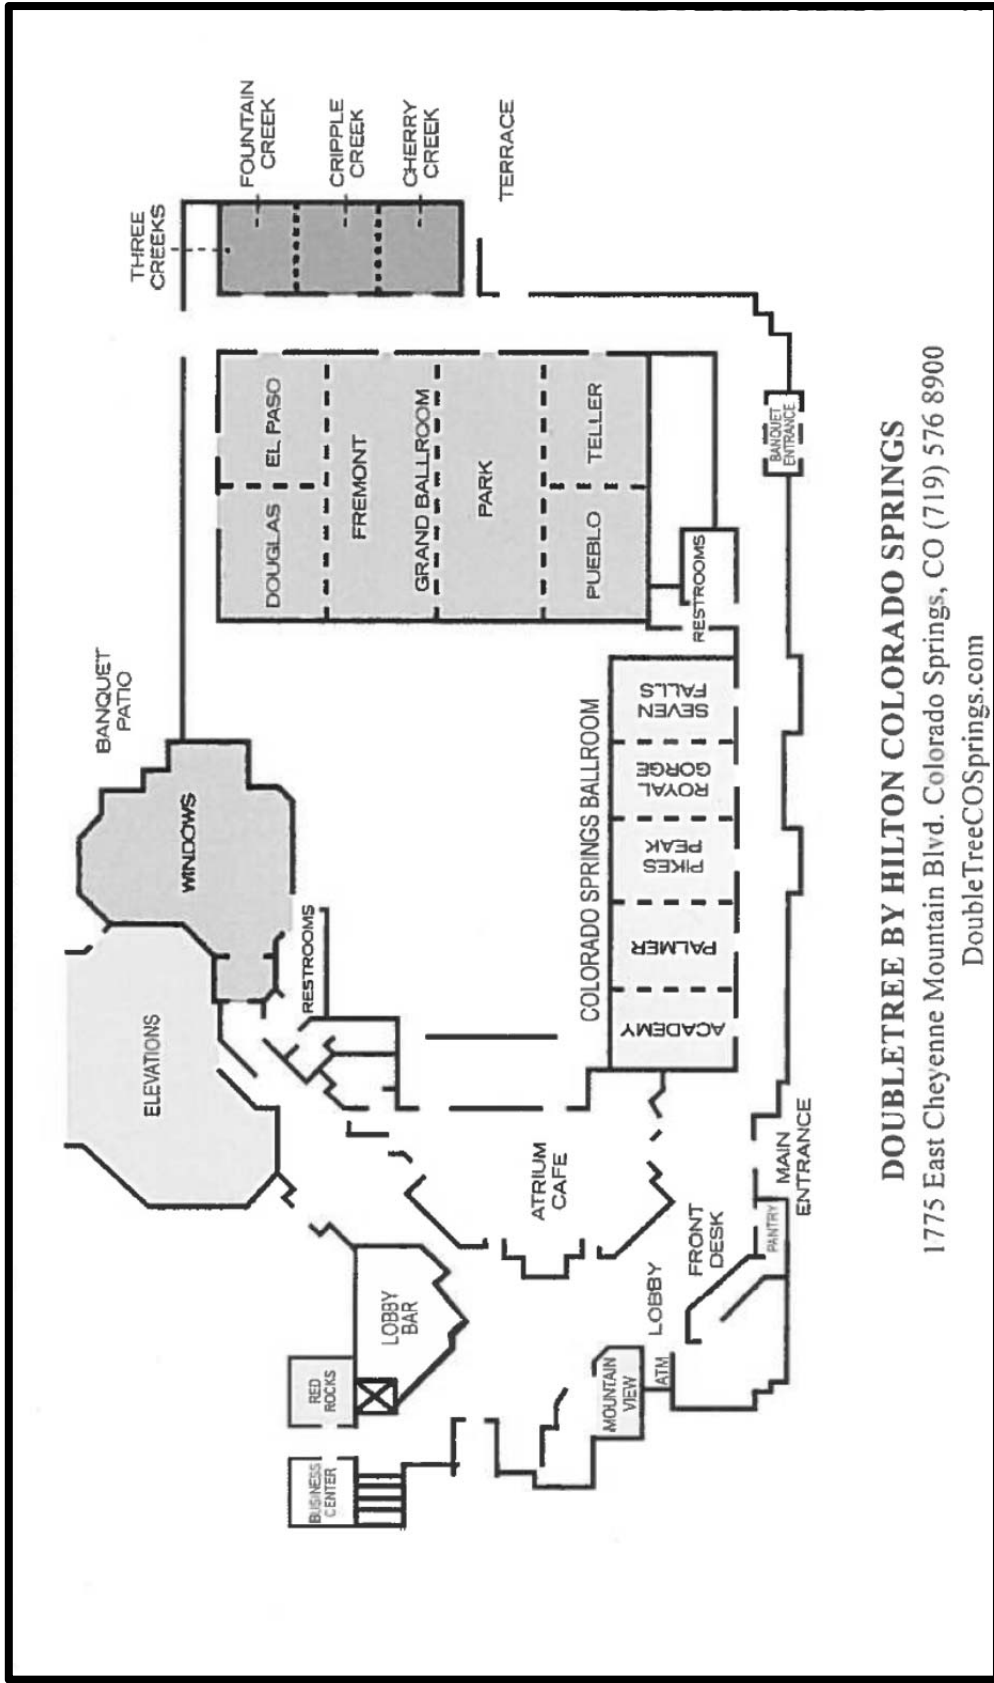 THREE
CREEKS
FOUNTAIN
CREEK
CRIPPLE
CREEK
CHERRY
CREEK
TERRACE
DOUGLAS
EL PASO
FREMONT
GRAND BALLROOM
PARK
PUEBLO
TELLER
BANQUET
ENTRANCE
RESTROOMS
BANQUET
PATIO
WINDOWS
ELEVATIONS
RESTROOMS
COLORADO SPRINGS BALLROOM
ACADEMY
PALMER
PIKES
PEAK
ROYAL
GORGE
SEVEN
FALLS
ATRIUM
CAFE
MAIN
ENTRANCE
PANTRY
FRONT
DESK
LOBBY
ATM
MOUNTAIN
VIEW
LOBBY
BAR
RED
ROCKS
BUSINESS
CENTER
DOUBLETREE BY HILTON COLORADO SPRINGS
1775 East Cheyenne Mountain Blvd. Colorado Springs, CO (719) 576 8900
DoubleTreeCOSprings.com